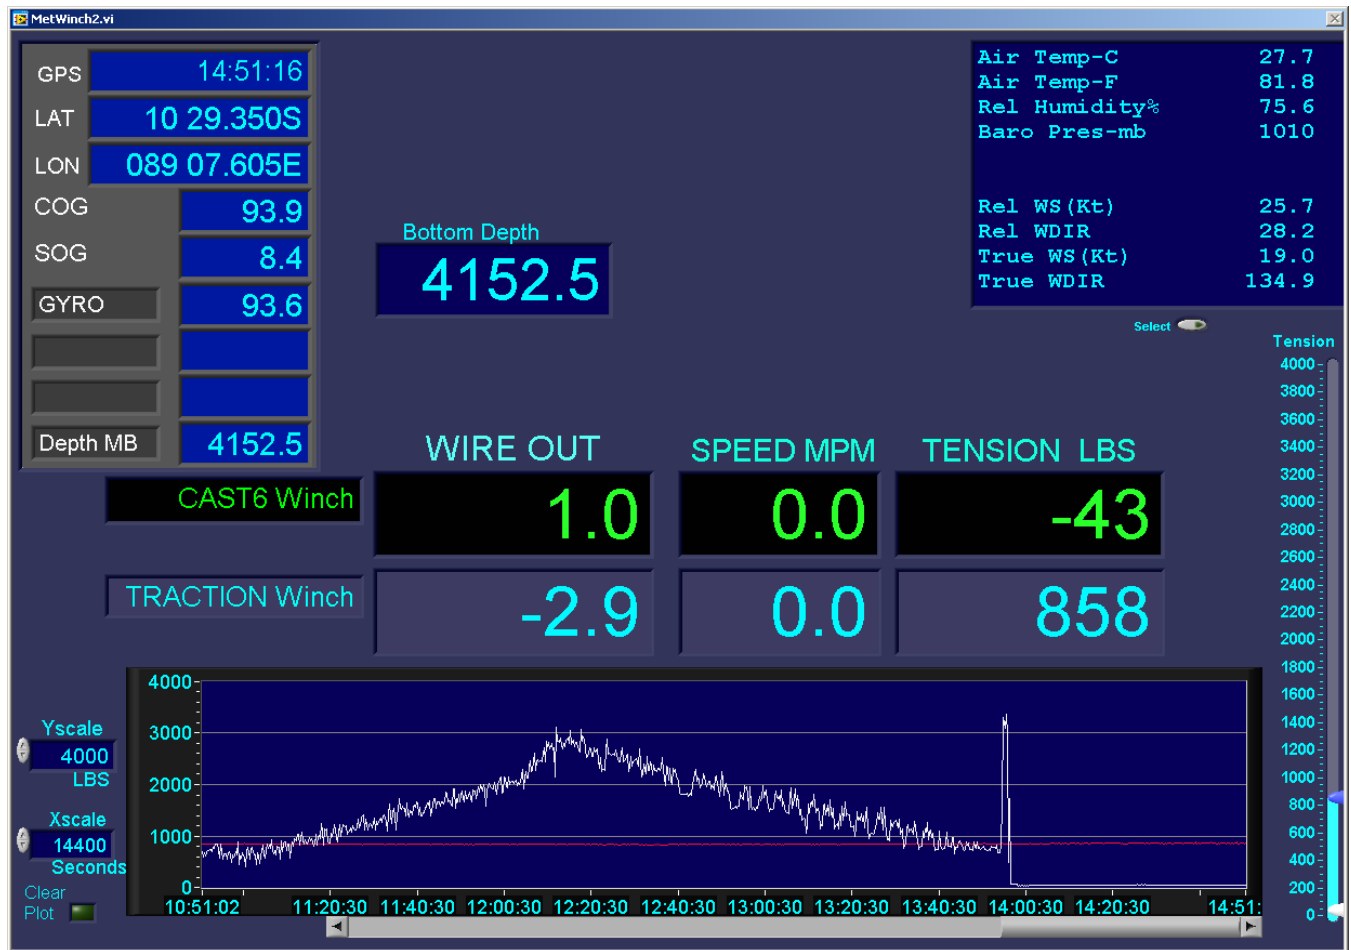 MetWinch2.vi
GPS 14:51:16
LAT 10 29.350S
LON 089 07.605E
COG 93.9
SOG 8.4
GYRO 93.6
Depth MB 4152.5
Bottom Depth
4152.5
Air Temp-C 27.7
Air Temp-F 81.8
Rel Humidity% 75.6
Baro Pres-mb 1010
Rel WS(Kt) 25.7
Rel WDIR 28.2
True WS(Kt) 19.0
True WDIR 134.9
Select
WIRE OUT SPEED MPM TENSION LBS
CAST6 Winch 1.0 0.0 -43
TRACTION Winch -2.9 0.0 858
Tension
4000
3800
3600
3400
3200
3000
2800
2600
2400
2200
2000
1800
1600
1400
1200
1000
800
600
400
200
0
Yscale
4000
LBS
Xscale
14400
Seconds
Clear
Plot
4000
3000
2000
1000
0
10:51:02 11:20:30 11:40:30 12:00:30 12:20:30 12:40:30 13:00:30 13:20:30 13:40:30 14:00:30 14:20:30 14:51: